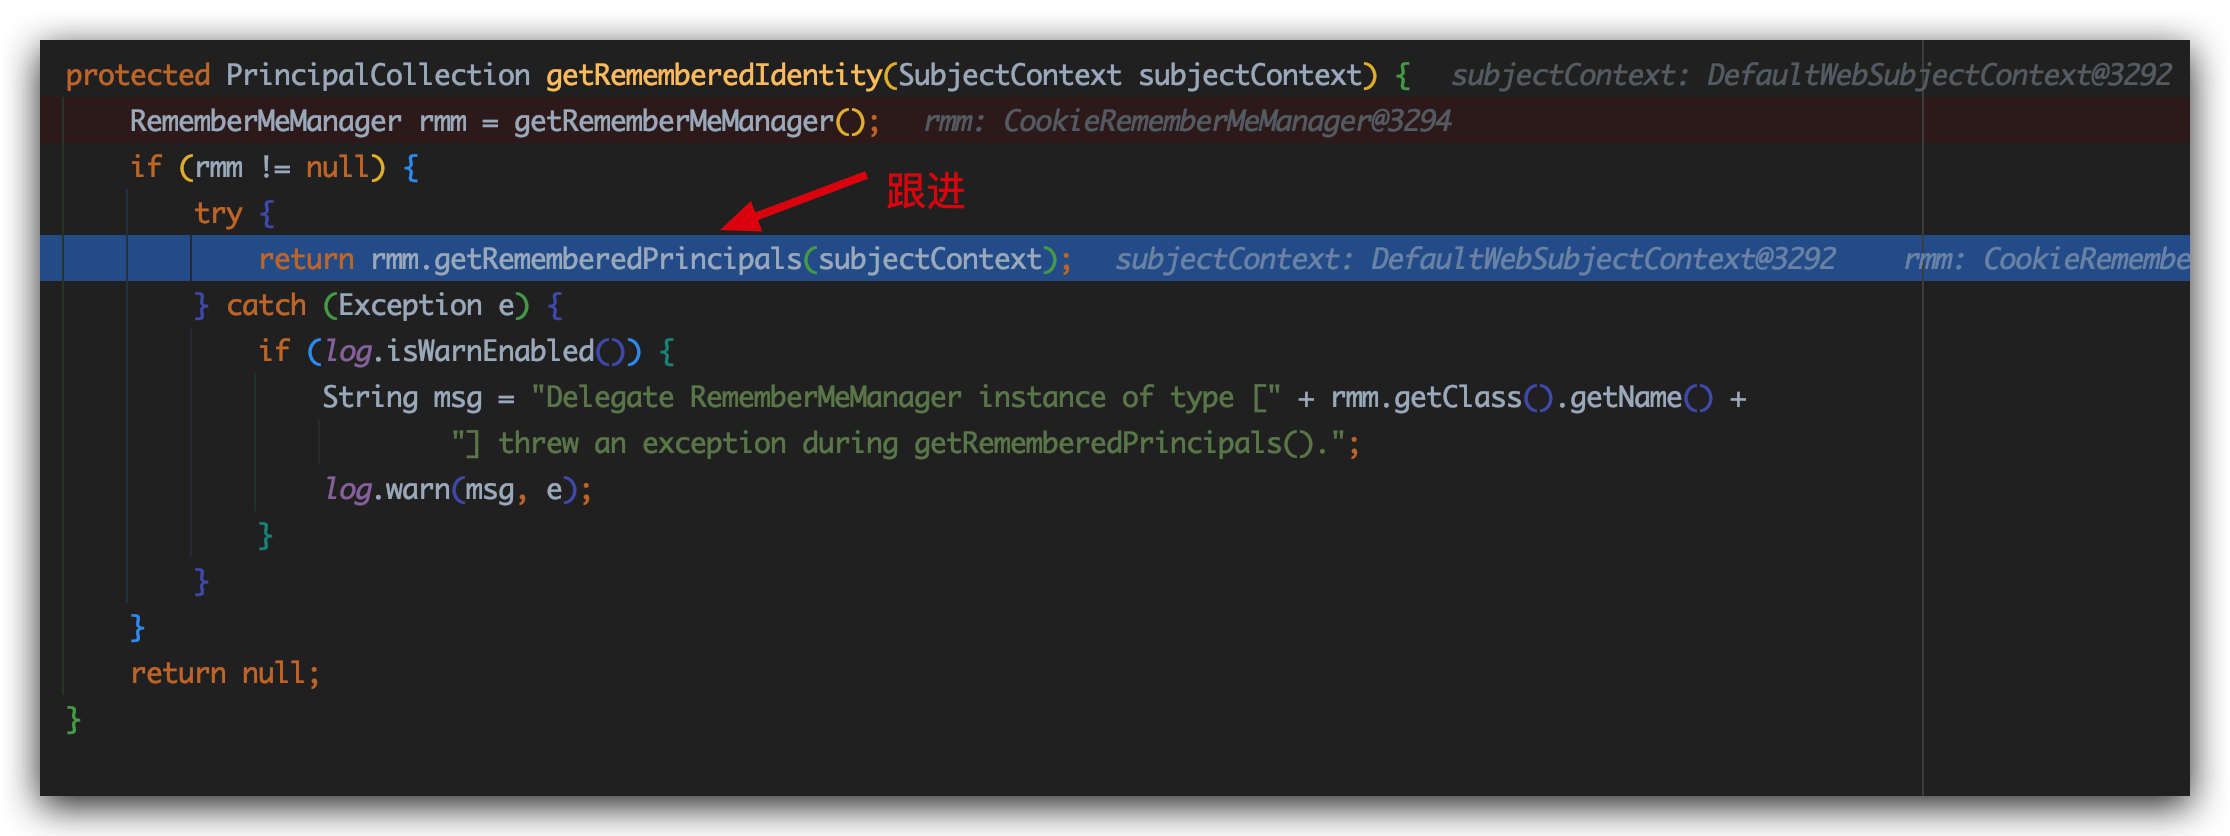 protected PrincipalCollection getRememberedIdentity(SubjectContext subjectContext) {   subjectContext: DefaultWebSubjectContext@3292
RememberMeManager rmm = getRememberMeManager();   rmm: CookieRememberMeManager@3294
if (rmm != null) {
跟进
try {
return rmm.getRememberedPrincipals(subjectContext);   subjectContext: DefaultWebSubjectContext@3292   rmm: CookieRemembe
} catch (Exception e) {
if (log.isWarnEnabled()) {
String msg = "Delegate RememberMeManager instance of type [" + rmm.getClass().getName() +
"] threw an exception during getRememberedPrincipals().";
log.warn(msg, e);
}
}
}
return null;
}